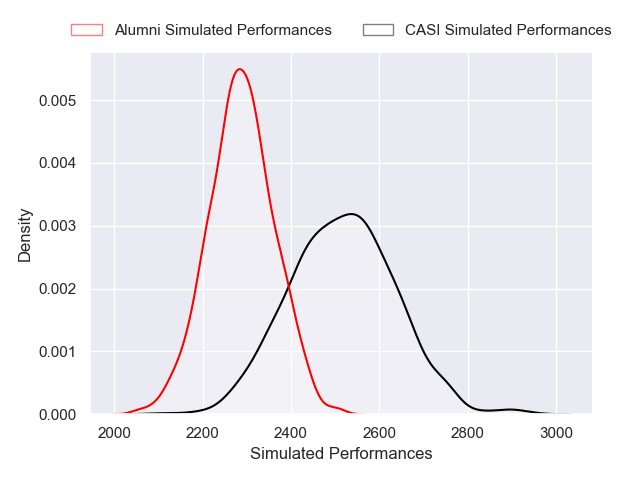 Alumni Simulated Performances CASI Simulated Performances
0.005
0.004
0.003
0.002
0.001
0.000
Density
2000 2200 2400 2600 2800 3000
Simulated Performances